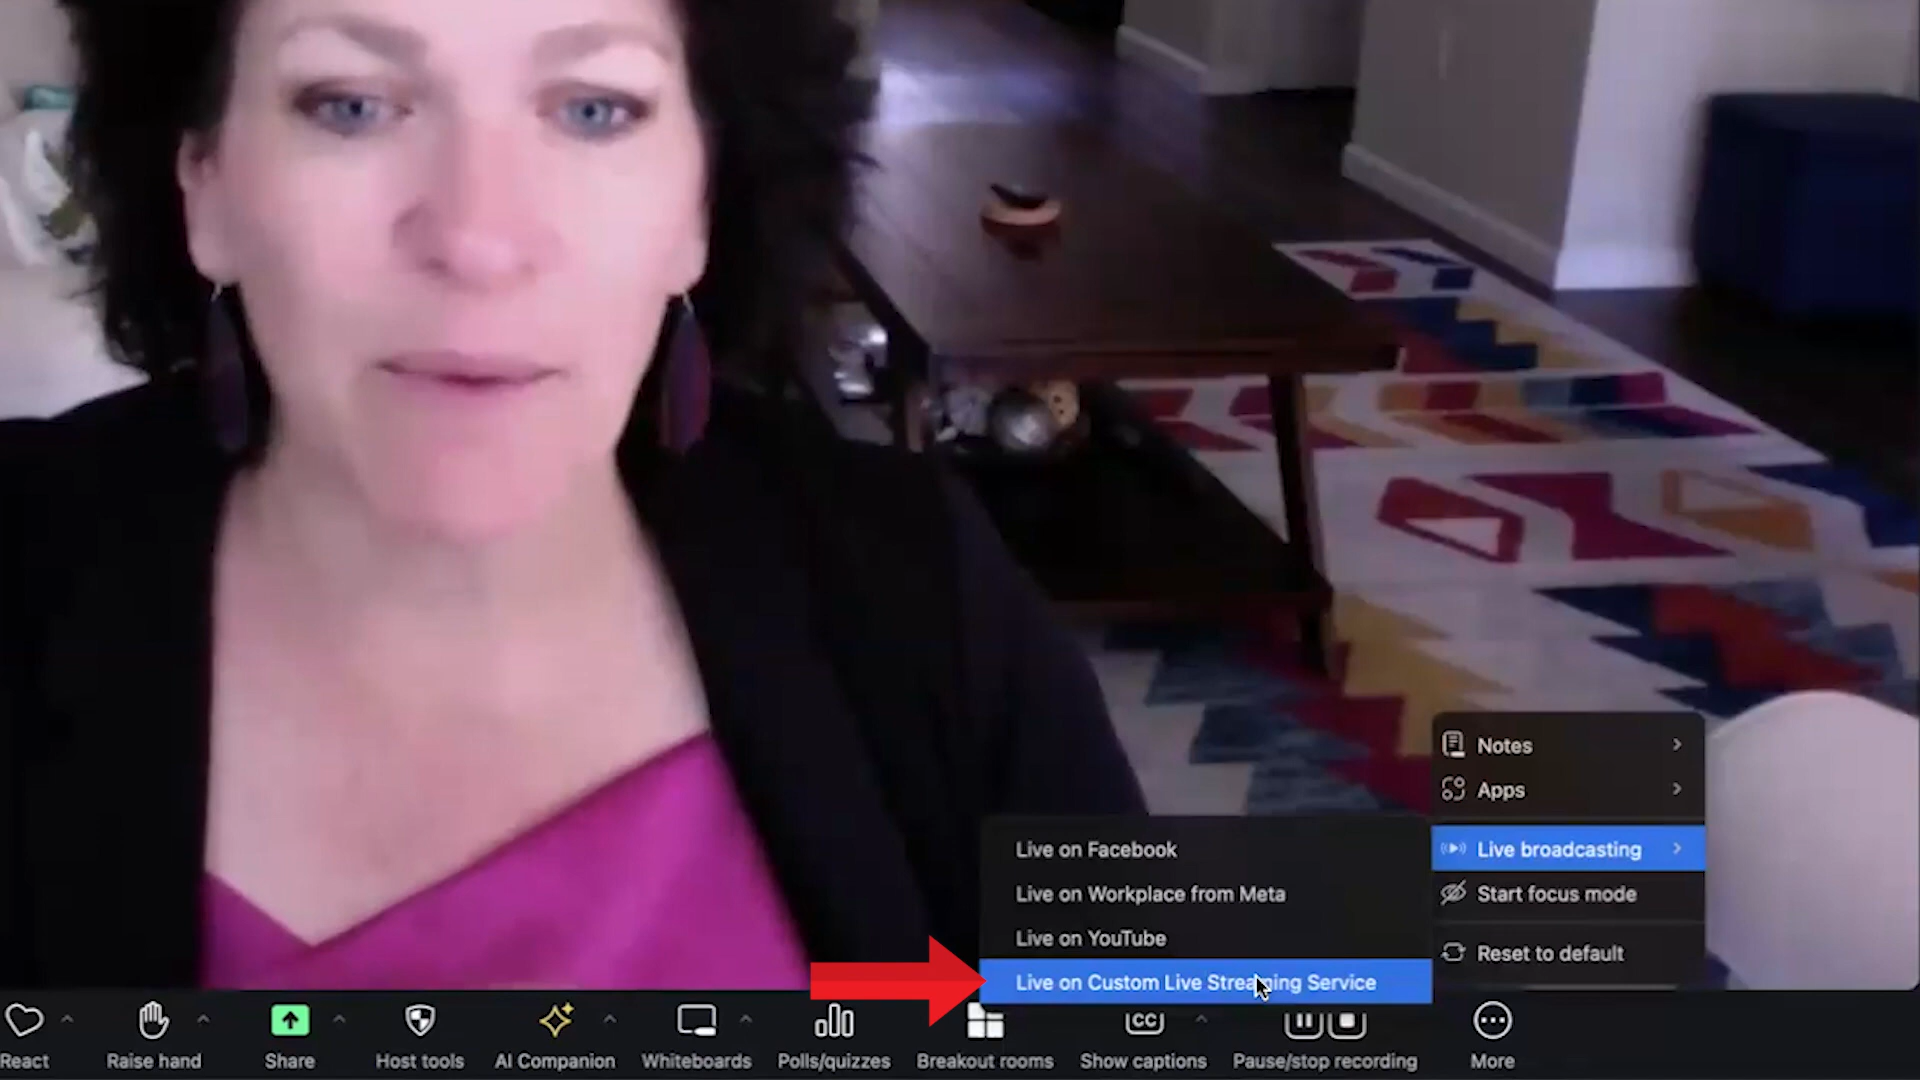 Notes
Apps
Live broadcasting
Start focus mode
Reset to default
Live on Facebook
Live on Workplace from Meta
Live on YouTube
Live on Custom Live Streaming Service
React
Raise hand
Share
Host tools
AI Companion
Whiteboards
Polls/quizzes
Breakout rooms
CC
Show captions
Pause/stop recording
More